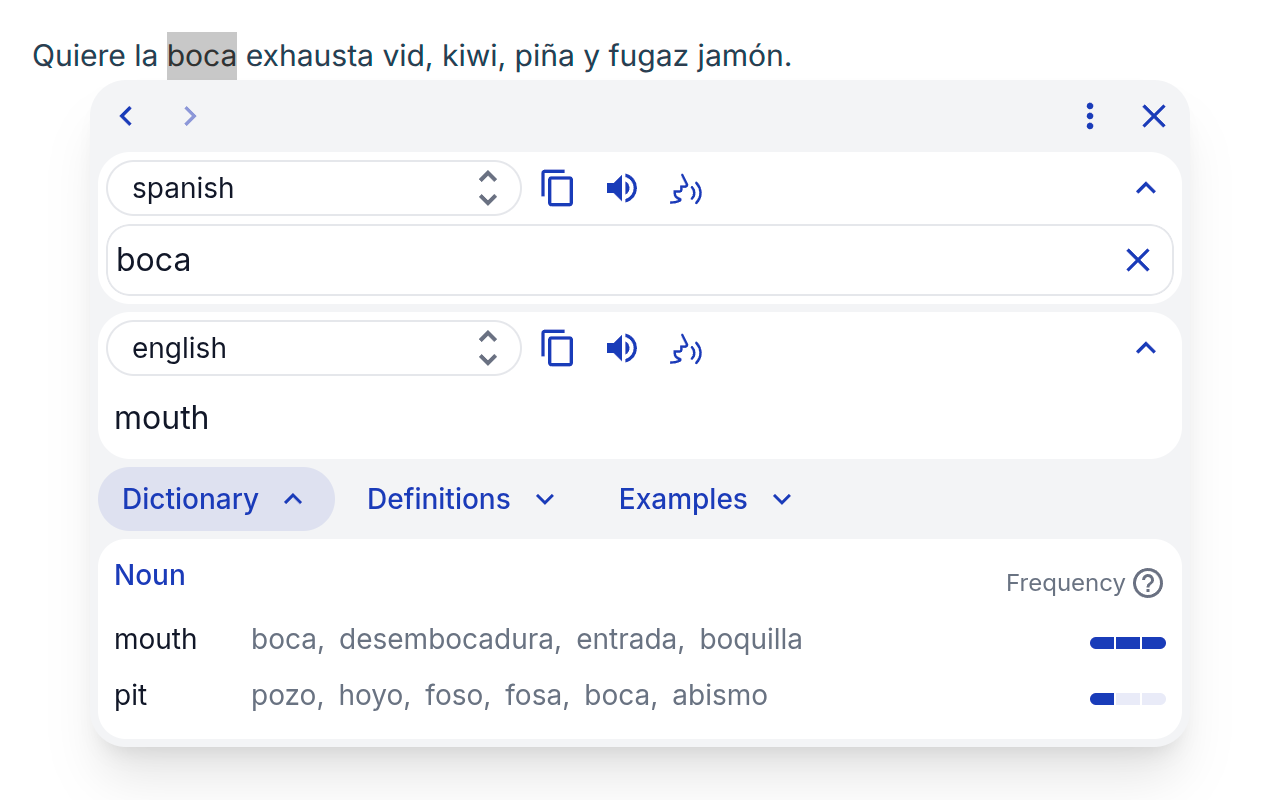 Quiere la boca exhausta vid, kiwi, piña y fugaz jamón.
spanish
boca
english
mouth
Dictionary Definitions Examples
Noun Frequency
mouth boca, desembocadura, entrada, boquilla
pit pozo, hoyo, foso, fosa, boca, abismo